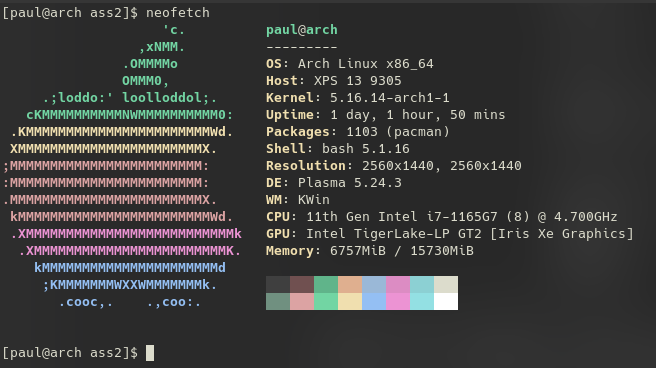 [paul@arch ass2]$ neofetch
                    'c.          paul@arch
                 ,xNMM.          ---------
               .OMMMMo           OS: Arch Linux x86_64
               OMMM0,            Host: XPS 13 9305
     .;loddo:' loolloddol;.      Kernel: 5.16.14-arch1-1
   cKMMMMMMMMMMNWMMMMMMMMMM0:    Uptime: 1 day, 1 hour, 50 mins
 .KMMMMMMMMMMMMMMMMMMMMMMMWd.    Packages: 1103 (pacman)
 XMMMMMMMMMMMMMMMMMMMMMMMX.      Shell: bash 5.1.16
;MMMMMMMMMMMMMMMMMMMMMMMM:       Resolution: 2560x1440, 2560x1440
:MMMMMMMMMMMMMMMMMMMMMMMM:       DE: Plasma 5.24.3
.MMMMMMMMMMMMMMMMMMMMMMMMX.      WM: KWin
 kMMMMMMMMMMMMMMMMMMMMMMMMWd.    CPU: 11th Gen Intel i7-1165G7 (8) @ 4.700GHz
 .XMMMMMMMMMMMMMMMMMMMMMMMMMMk   GPU: Intel TigerLake-LP GT2 [Iris Xe Graphics]
  .XMMMMMMMMMMMMMMMMMMMMMMMMK.   Memory: 6757MiB / 15730MiB
    kMMMMMMMMMMMMMMMMMMMMMMd
     ;KMMMMMMMWXXWMMMMMMMk.
       .cooc,.    .,coo:.
[paul@arch ass2]$